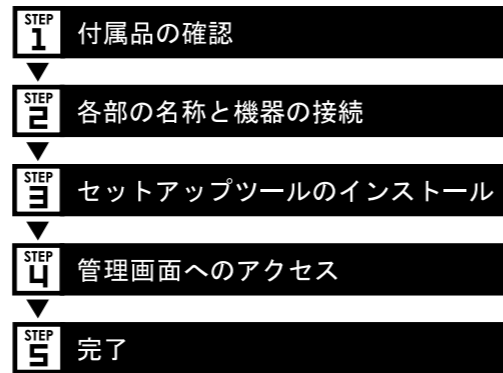 STEP 1 付属品の確認
STEP 2 各部の名称と機器の接続
STEP 3 セットアップツールのインストール
STEP 4 管理画面へのアクセス
STEP 5 完了